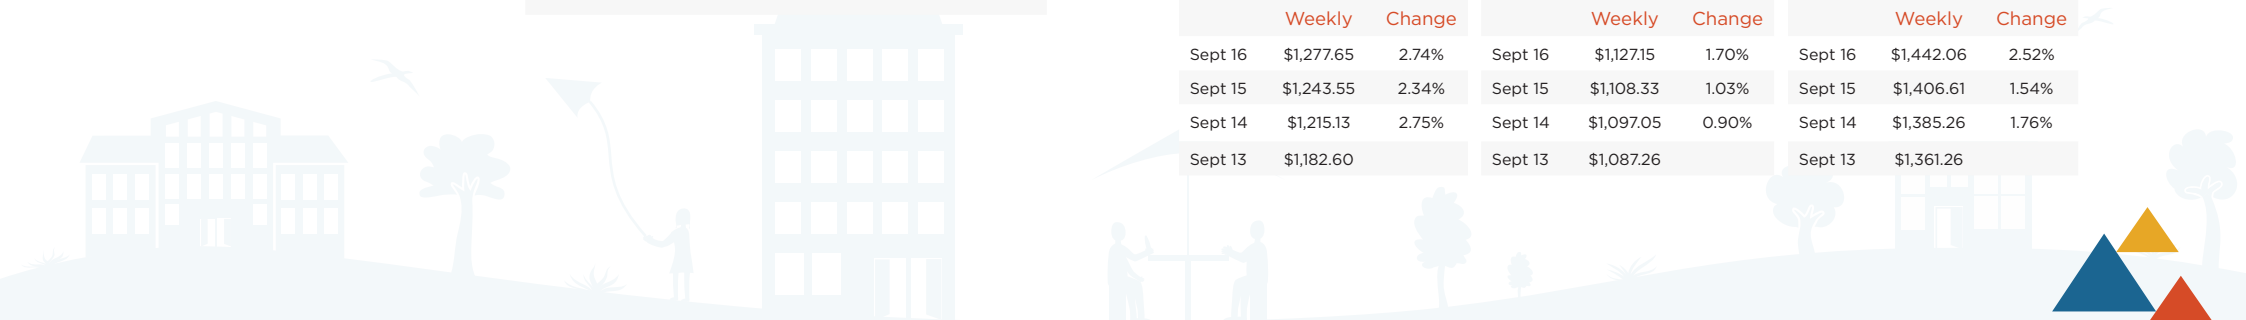 Weekly Change Weekly Change Weekly Change
Sept 16 $1,277.65 2.74% Sept 16 $1,127.15 1.70% Sept 16 $1,442.06 2.52%
Sept 15 $1,243.55 2.34% Sept 15 $1,108.33 1.03% Sept 15 $1,406.61 1.54%
Sept 14 $1,215.13 2.75% Sept 14 $1,097.05 0.90% Sept 14 $1,385.26 1.76%
Sept 13 $1,182.60 Sept 13 $1,087.26 Sept 13 $1,361.26